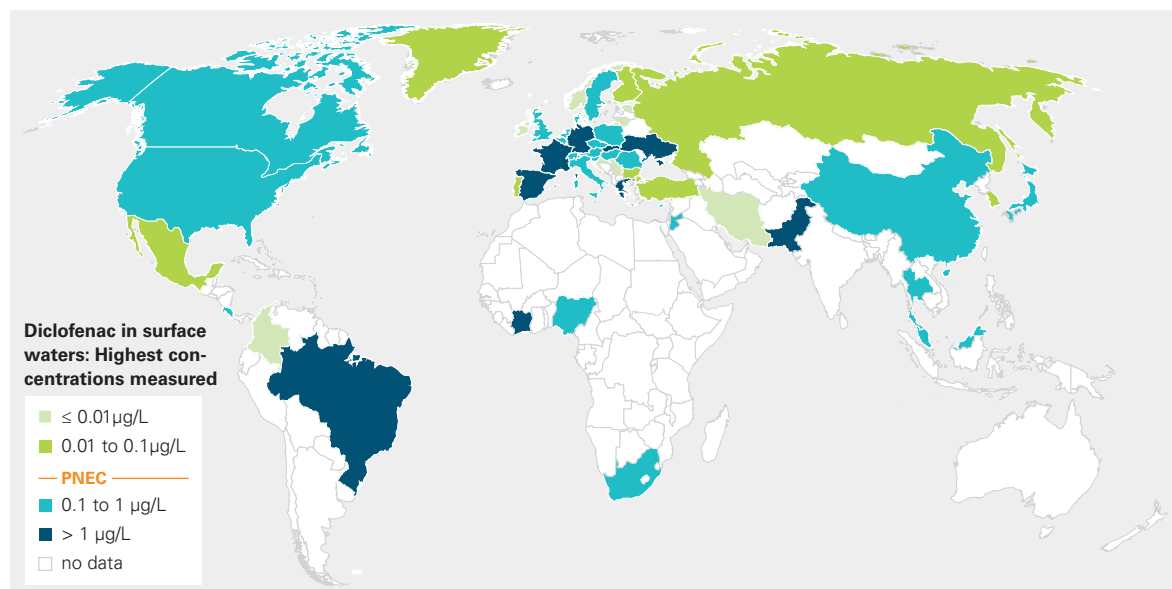 Diclofenac in surface
waters: Highest con-
centrations measured
≤ 0.01µg/L
0.01 to 0.1µg/L
PNEC
0.1 to 1 µg/L
> 1 µg/L
no data